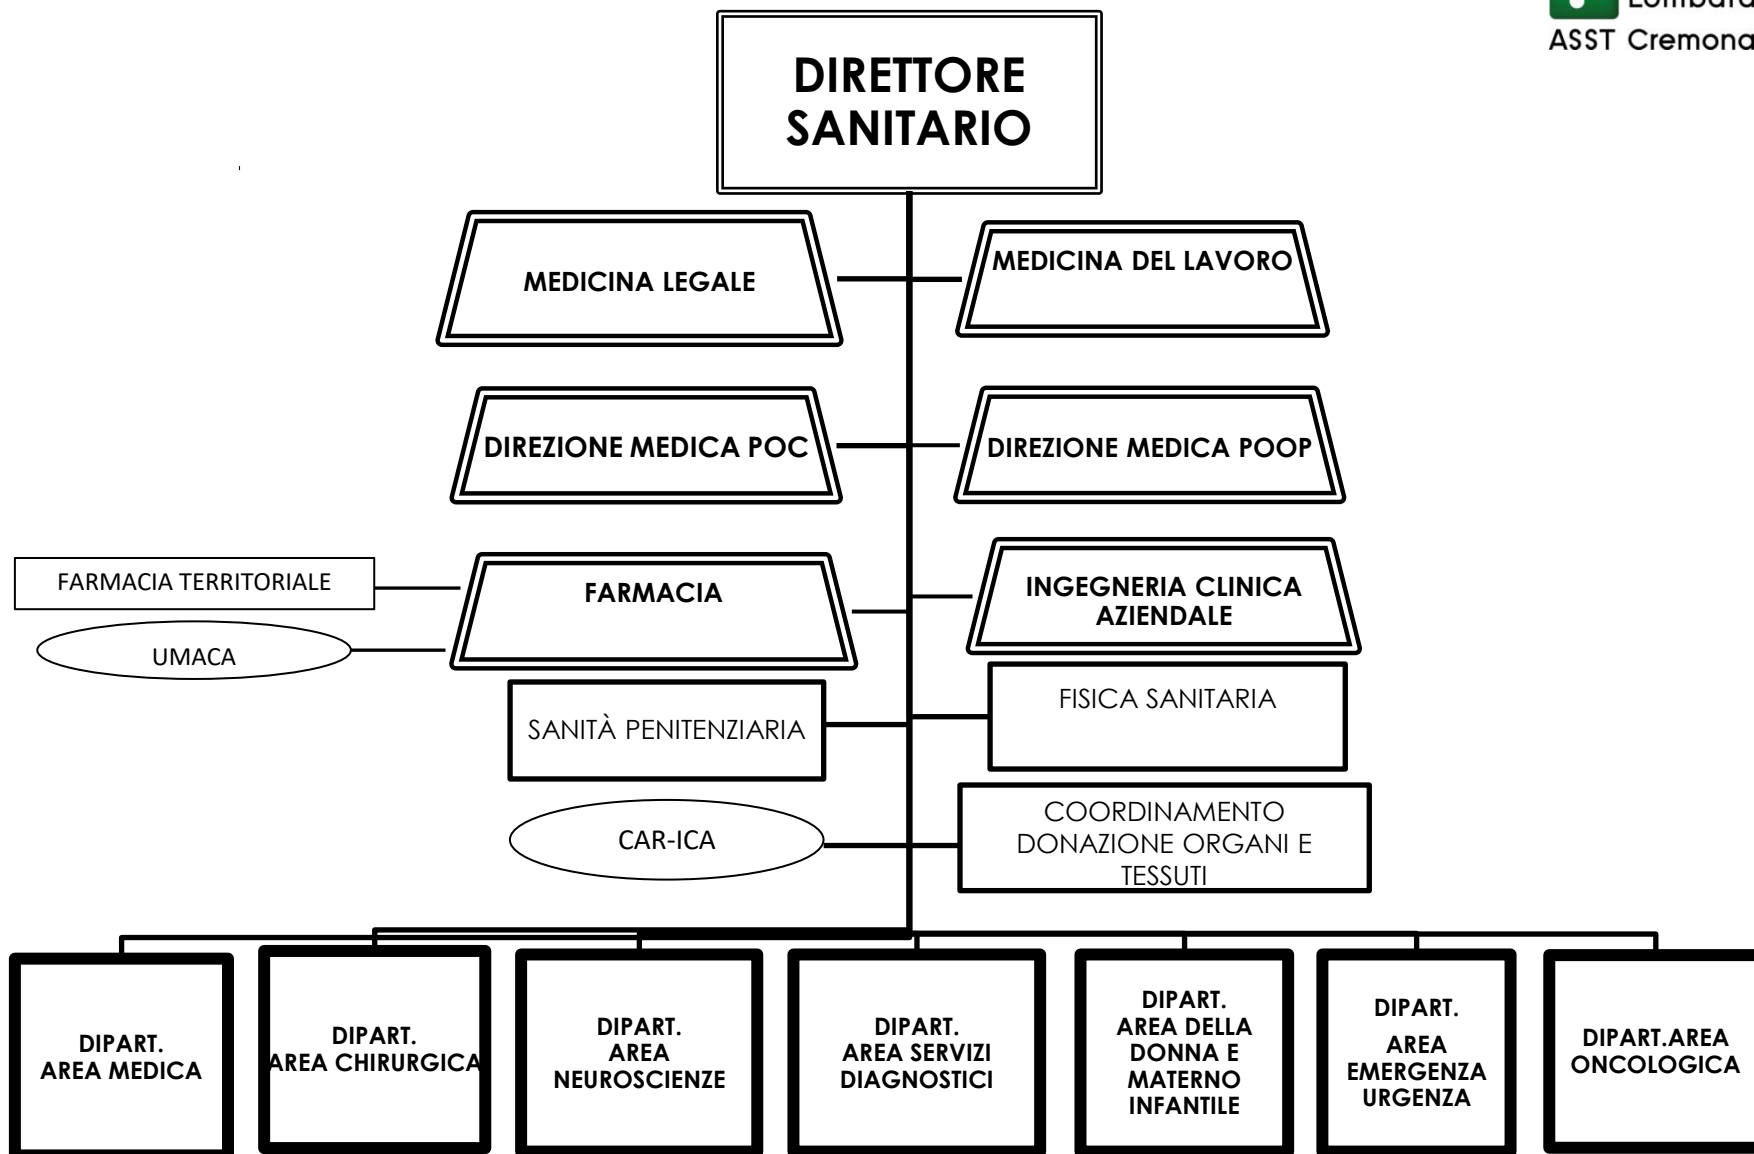 ASST Cremona
DIRETTORE
SANITARIO
MEDICINA LEGALE
MEDICINA DEL LAVORO
DIREZIONE MEDICA POC
DIREZIONE MEDICA POOP
FARMACIA TERRITORIALE
FARMACIA
INGEGNERIA CLINICA
AZIENDALE
UMACA
SANITÀ PENITENZIARIA
FISICA SANITARIA
CAR-ICA
COORDINAMENTO
DONAZIONE ORGANI E
TESSUTI
DIPART.
AREA MEDICA
DIPART.
AREA CHIRURGICA
DIPART.
AREA
NEUROSCIENZE
DIPART.
AREA SERVIZI
DIAGNOSTICI
DIPART.
AREA DELLA
DONNA E
MATERNO
INFANTILE
DIPART.
AREA
EMERGENZA
URGENZA
DIPART.AREA
ONCOLOGICA